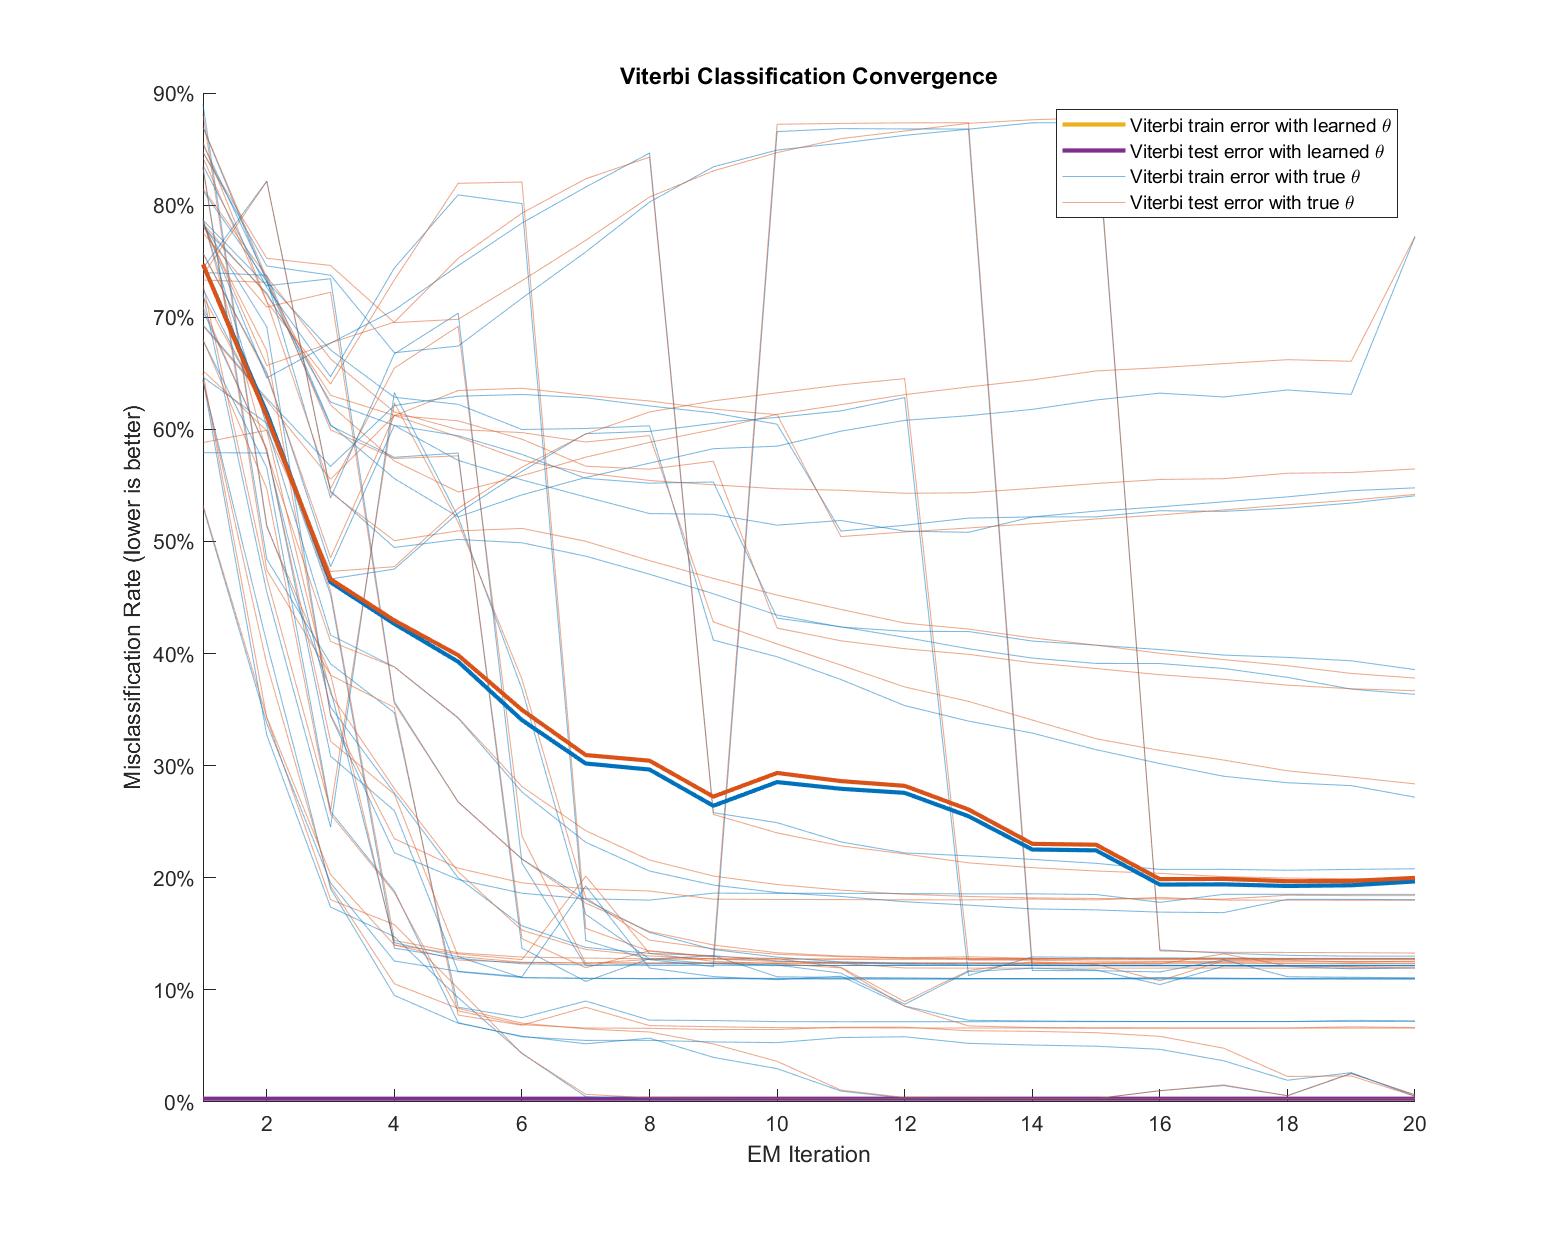 Viterbi Classification Convergence
90%
80%
70%
60%
50%
40%
30%
20%
10%
0%
Misclassification Rate (lower is better)
Viterbi train error with learned θ
Viterbi test error with learned θ
Viterbi train error with true θ
Viterbi test error with true θ
2 4 6 8 10 12 14 16 18 20
EM Iteration